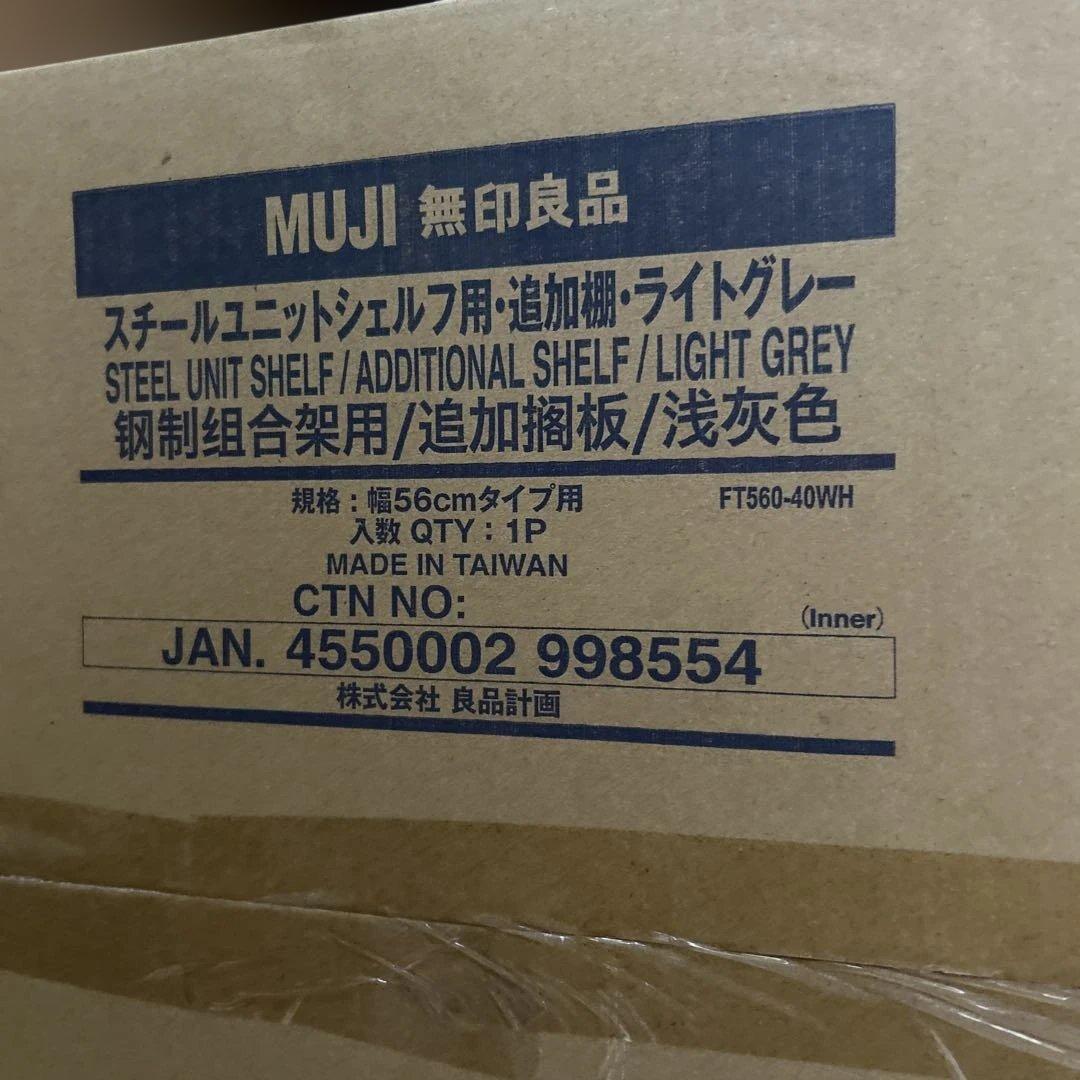 MUJI 無印良品
スチールユニットシェルフ用・追加棚・ライトグレー
STEEL UNIT SHELF / ADDITIONAL SHELF / LIGHT GREY
钢制组合架用/追加搁板/浅灰色
規格：幅56cmタイプ用 FT560-40WH
入数 QTY：1P
MADE IN TAIWAN
CTN NO:
(Inner)
JAN. 4550002 998554
株式会社 良品計画